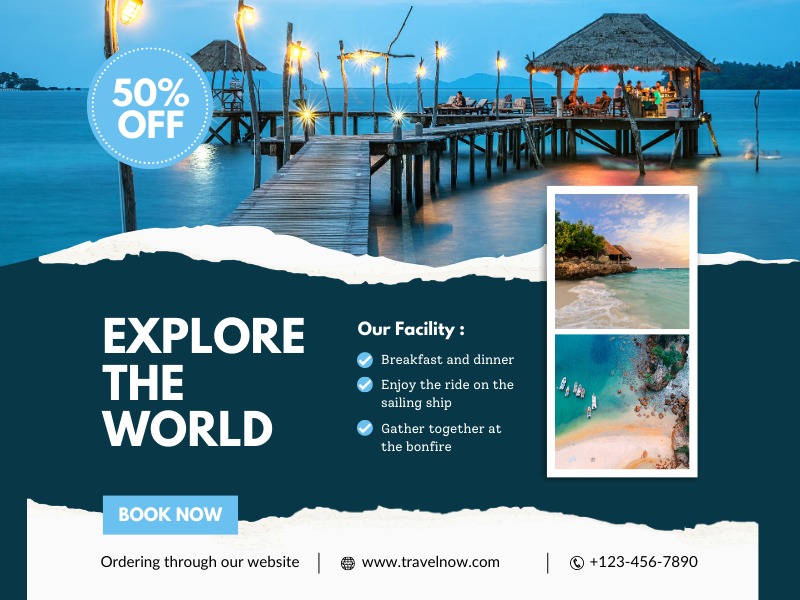 50%
OFF
EXPLORE
THE
WORLD
Our Facility :
Breakfast and dinner
Enjoy the ride on the
sailing ship
Gather together at
the bonfire
BOOK NOW
Ordering through our website
www.travelnow.com
+123-456-7890